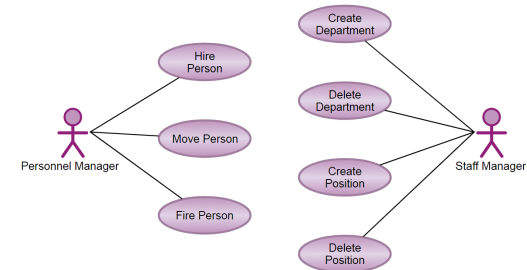 Create
Department
Hire
Person
Delete
Department
Move Person
Personnel Manager
Staff Manager
Create
Position
Fire Person
Delete
Position